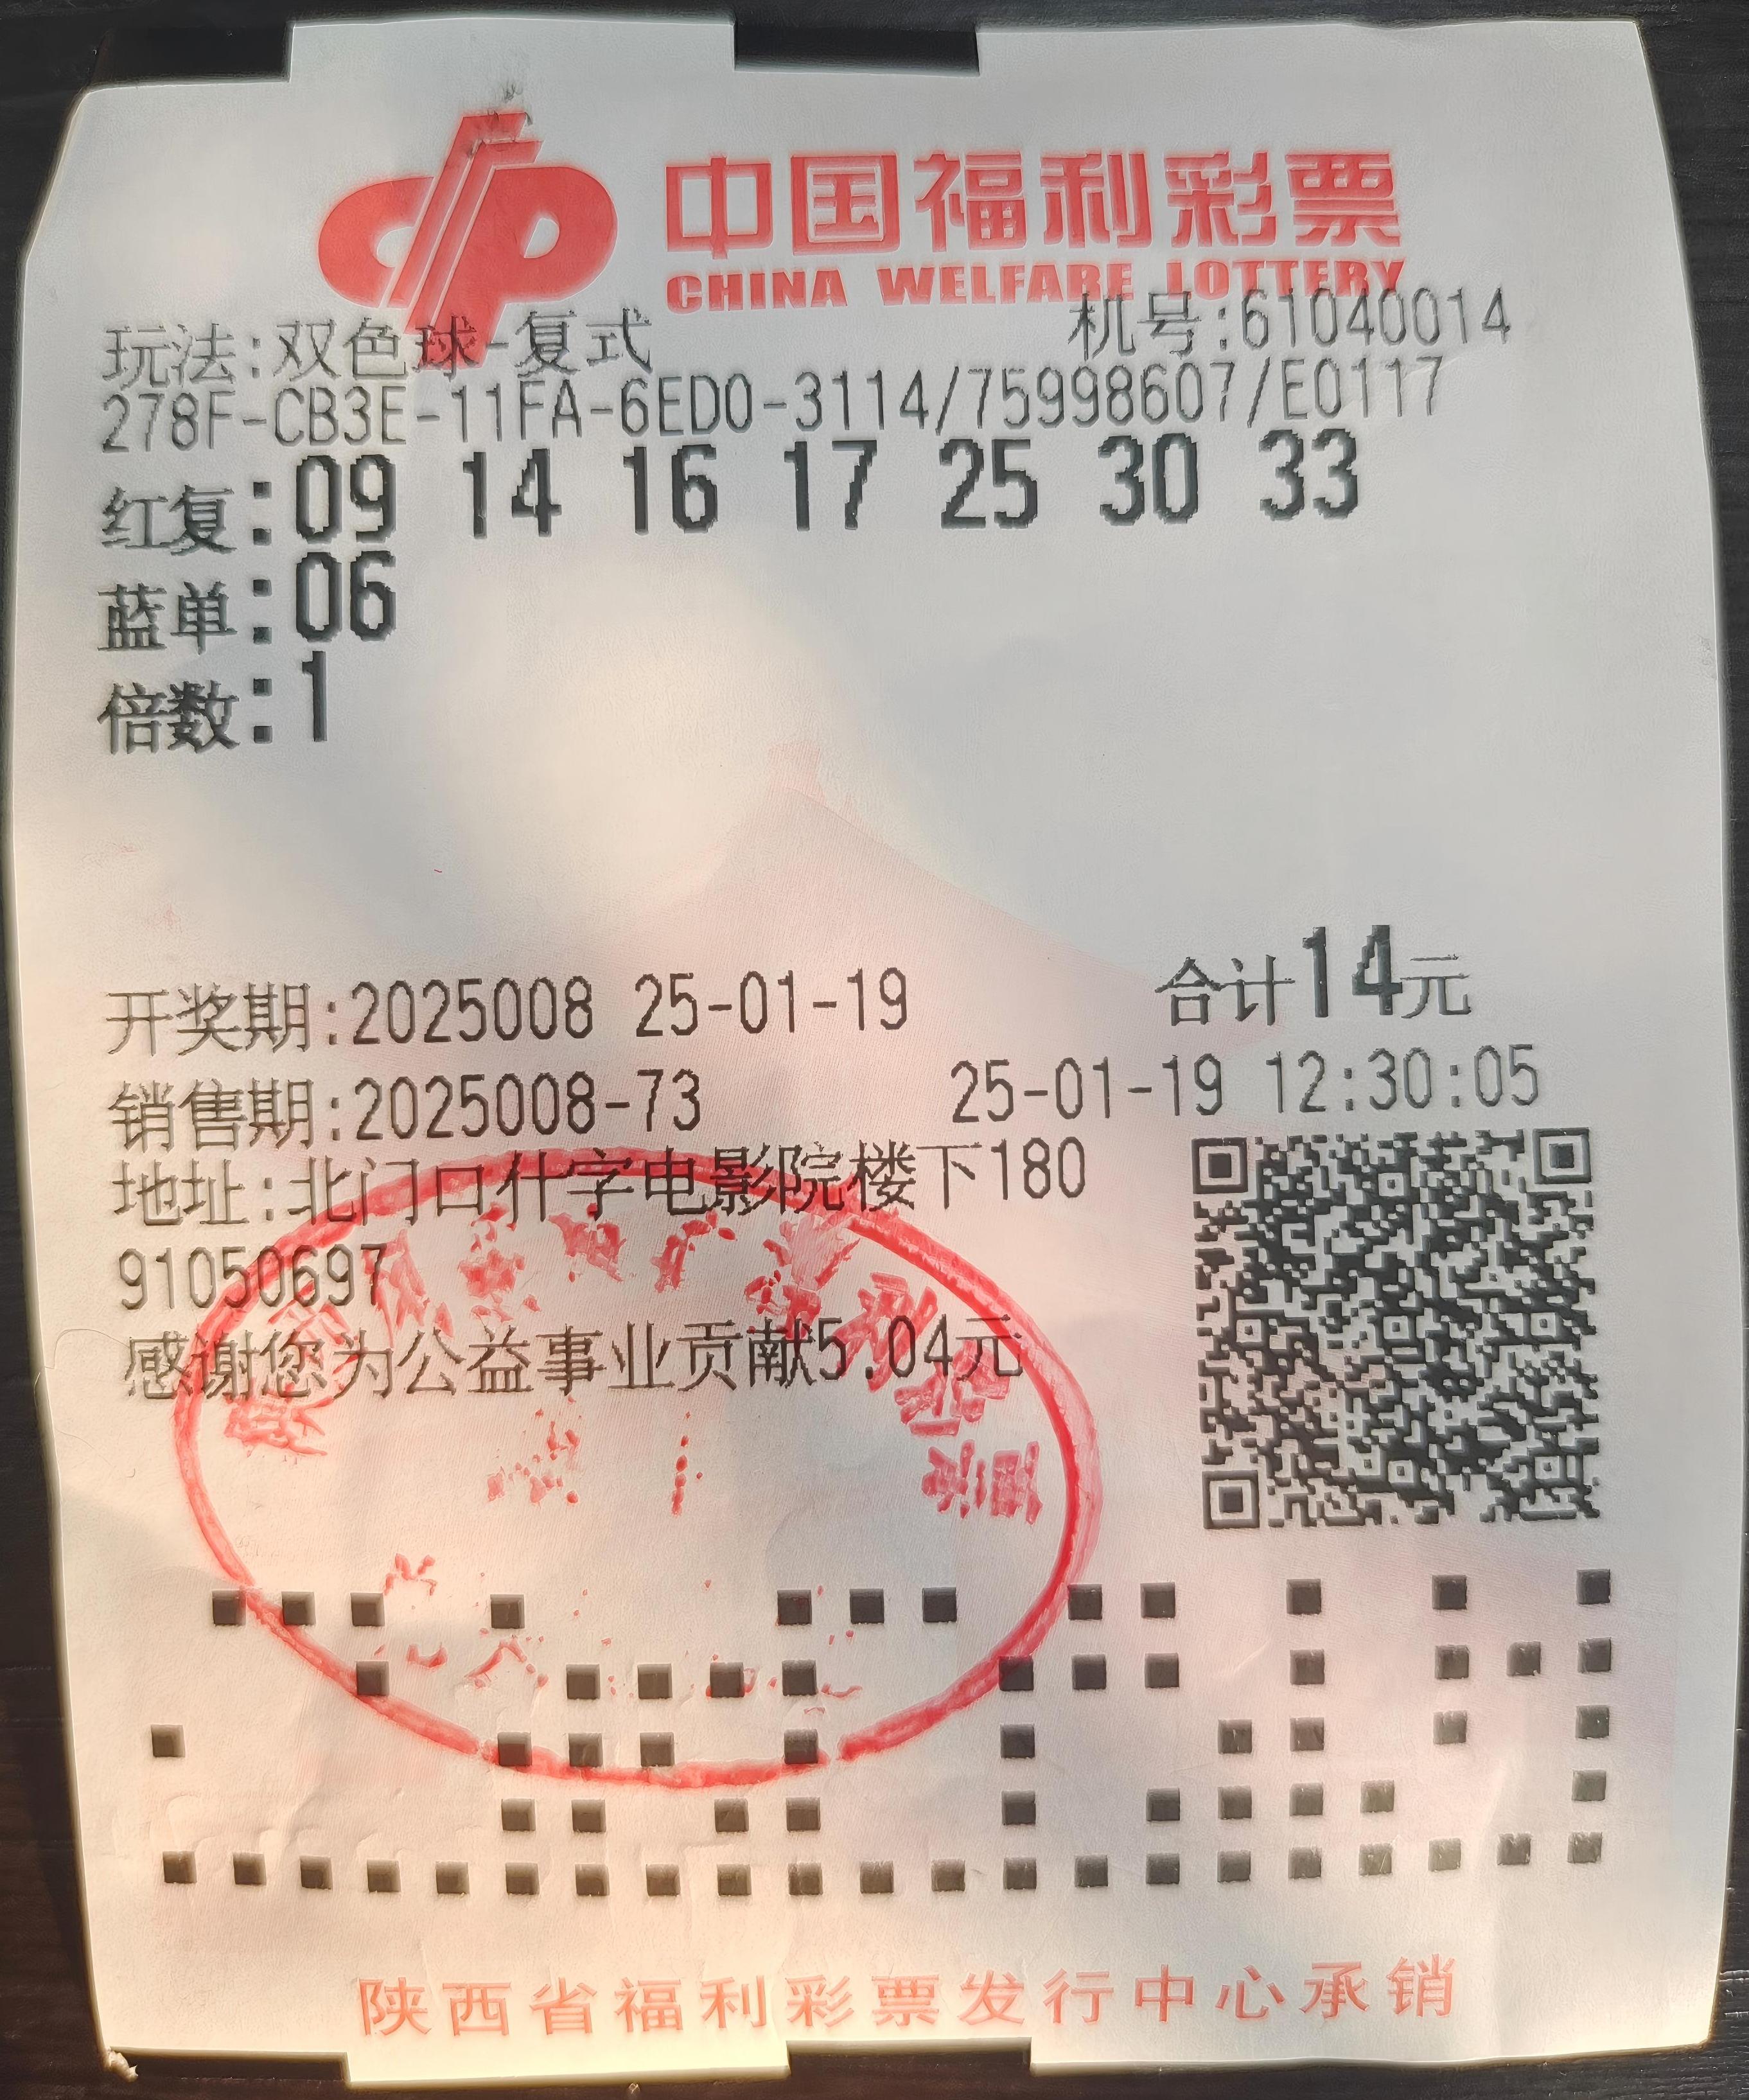 中国福利彩票
CHINA WELFARE LOTTERY
玩法:双色球-复式 机号:61040014
278F-CB3E-11FA-6ED0-3114/75998607/E0117
红复:09 14 16 17 25 30 33
蓝单:06
倍数:1
开奖期:2025008 25-01-19 合计14元
销售期:2025008-73 25-01-19 12:30:05
地址:北门口什字电影院楼下180
91050697
感谢您为公益事业贡献5.04元
陕西省福利彩票发行中心承销